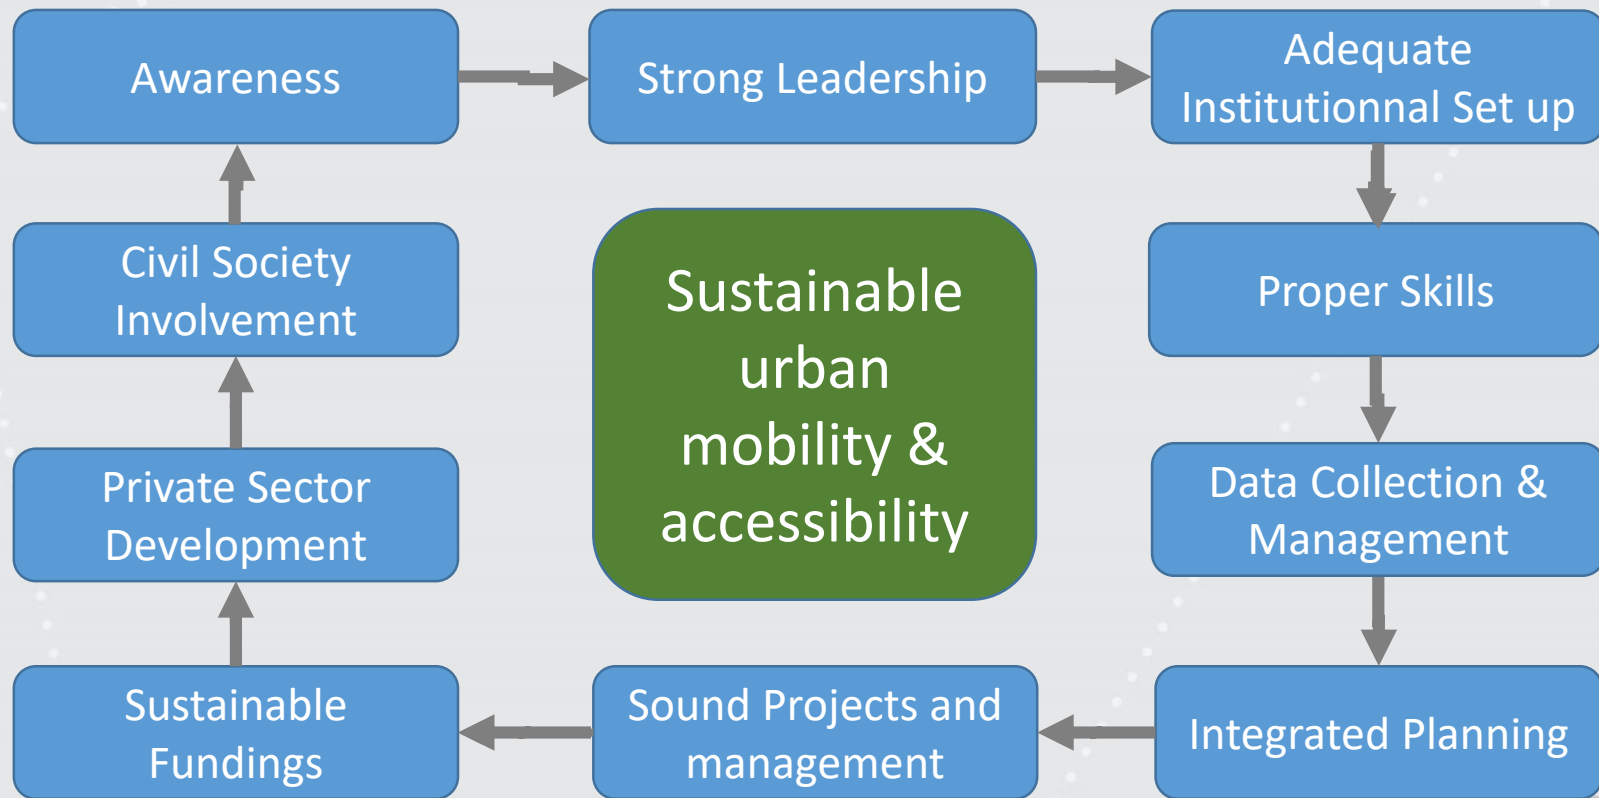 Awareness
Strong Leadership
Adequate
Institutionnal Set up
Civil Society
Involvement
Sustainable
urban
mobility &
accessibility
Proper Skills
Private Sector
Development
Data Collection &
Management
Sustainable
Fundings
Sound Projects and
management
Integrated Planning